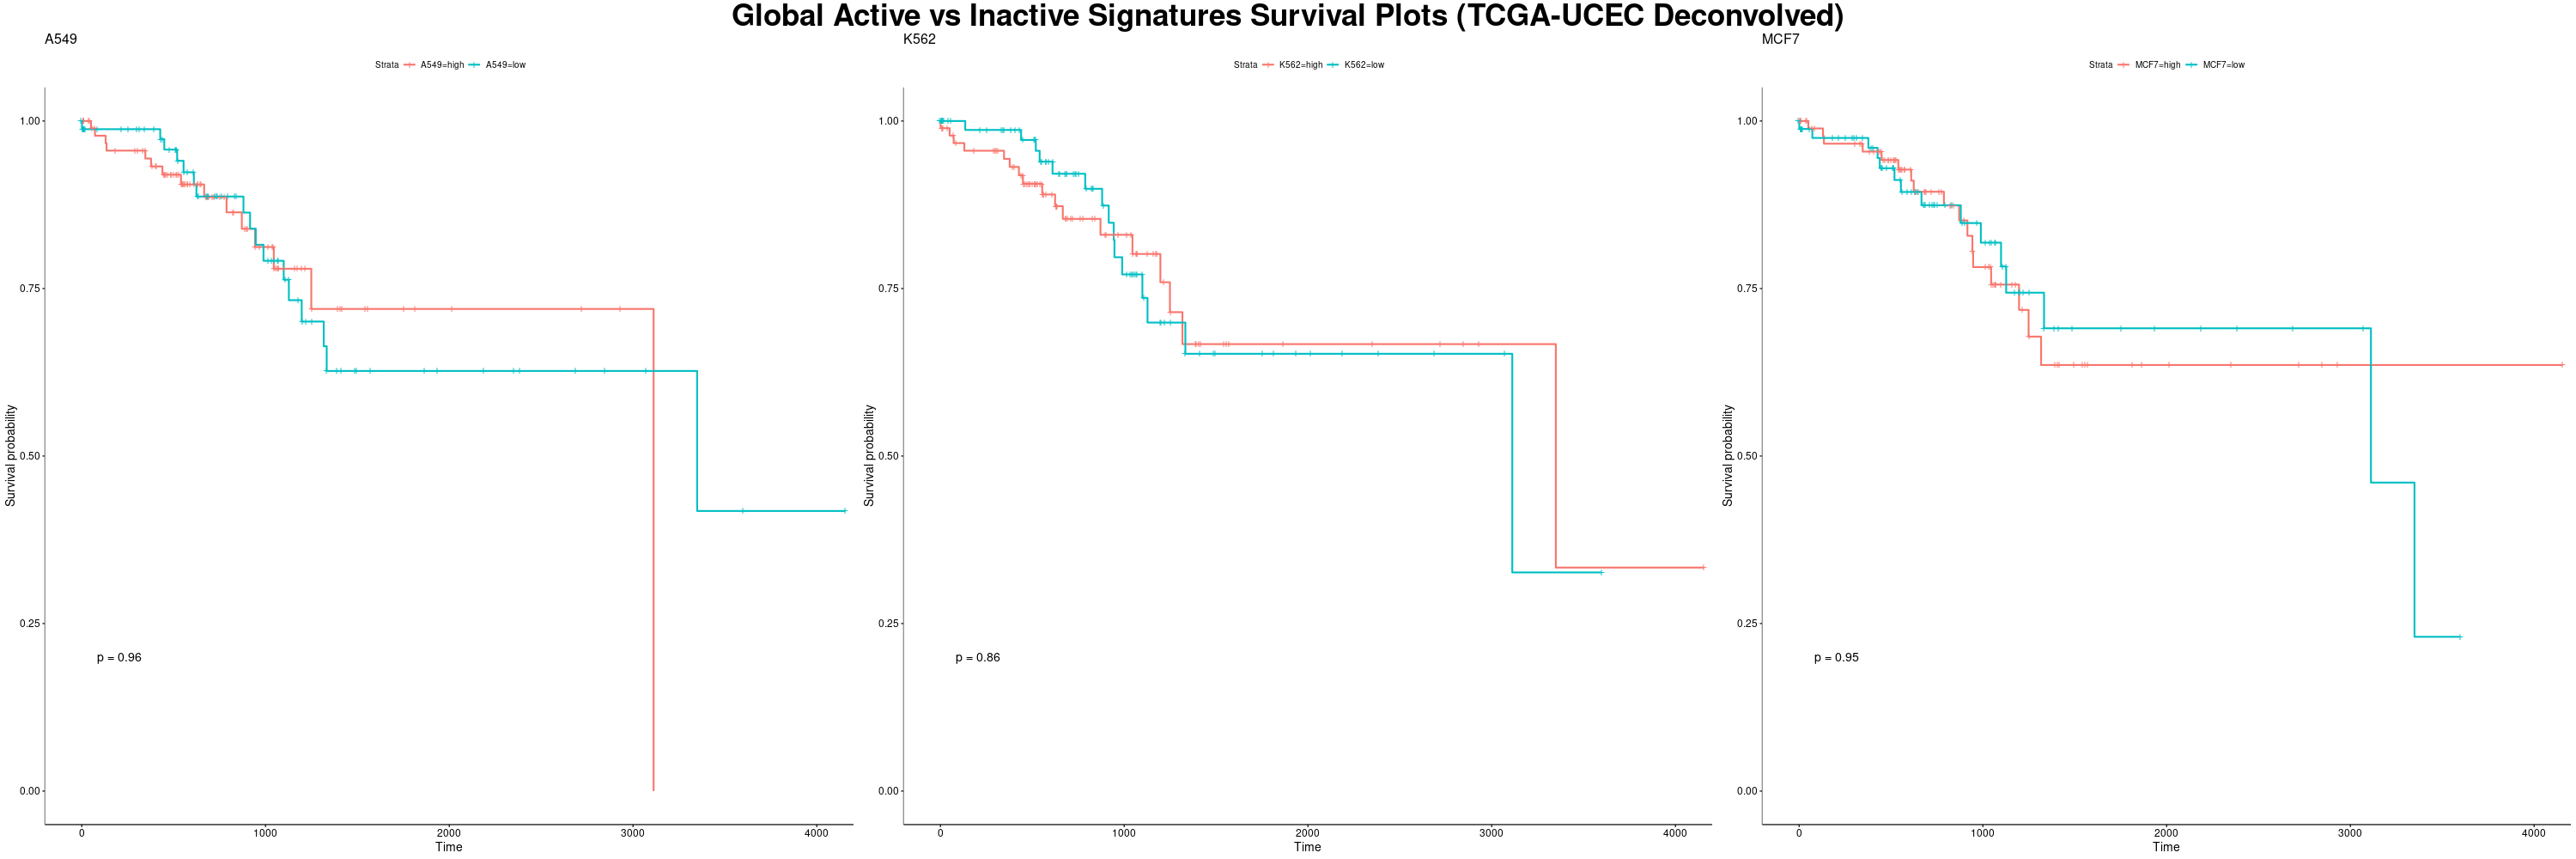 Global Active vs Inactive Signatures Survival Plots (TCGA-UCEC Deconvolved)
A549
Strata A549=high A549=low
Survival probability
1.00
0.75
0.50
0.25
0.00
p = 0.96
0 1000 2000 3000 4000
Time
K562
Strata K562=high K562=low
Survival probability
1.00
0.75
0.50
0.25
0.00
p = 0.86
0 1000 2000 3000 4000
Time
MCF7
Strata MCF7=high MCF7=low
Survival probability
1.00
0.75
0.50
0.25
0.00
p = 0.95
0 1000 2000 3000 4000
Time